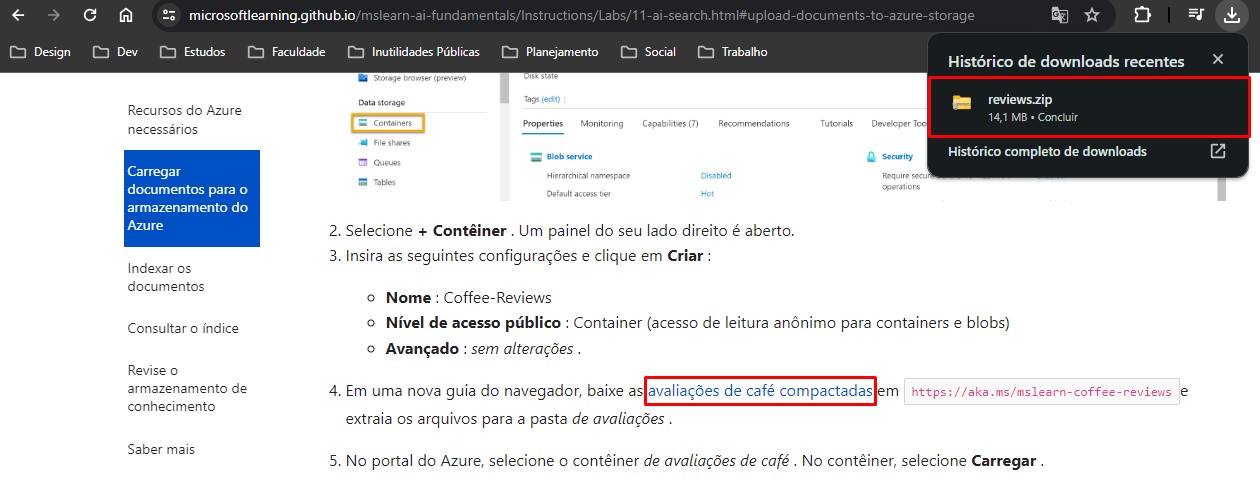 microsoftlearning.github.io/mslearn-ai-fundamentals/Instructions/Labs/11-ai-search.html#upload-documents-to-azure-storage
Design Dev Estudos Faculdade Inutilidades Públicas Planejamento Social Trabalho
Histórico de downloads recentes
reviews.zip
14,1 MB • Concluir
Histórico completo de downloads
Recursos do Azure
necessários
Carregar
documentos para o
armazenamento do
Azure
Indexar os
documentos
Consultar o índice
Revise o
armazenamento de
conhecimento
Saber mais
Storage browser (preview)
Data storage
Containers
File shares
Queues
Tables
Disk state
Tags (edit) :
Properties Monitoring Capabilities (7) Recommendations Tutorials Developer Too
Blob service
Hierarchical namespace Disabled
Default access tier Hot
Security
Require secure
operations
2. Selecione + Contêiner . Um painel do seu lado direito é aberto.
3. Insira as seguintes configurações e clique em Criar :
Nome : Coffee-Reviews
Nível de acesso público : Container (acesso de leitura anônimo para containers e blobs)
Avançado : sem alterações .
4. Em uma nova guia do navegador, baixe as avaliações de café compactadas em https://aka.ms/mslearn-coffee-reviews e
extraia os arquivos para a pasta de avaliações .
5. No portal do Azure, selecione o contêiner de avaliações de café . No contêiner, selecione Carregar .